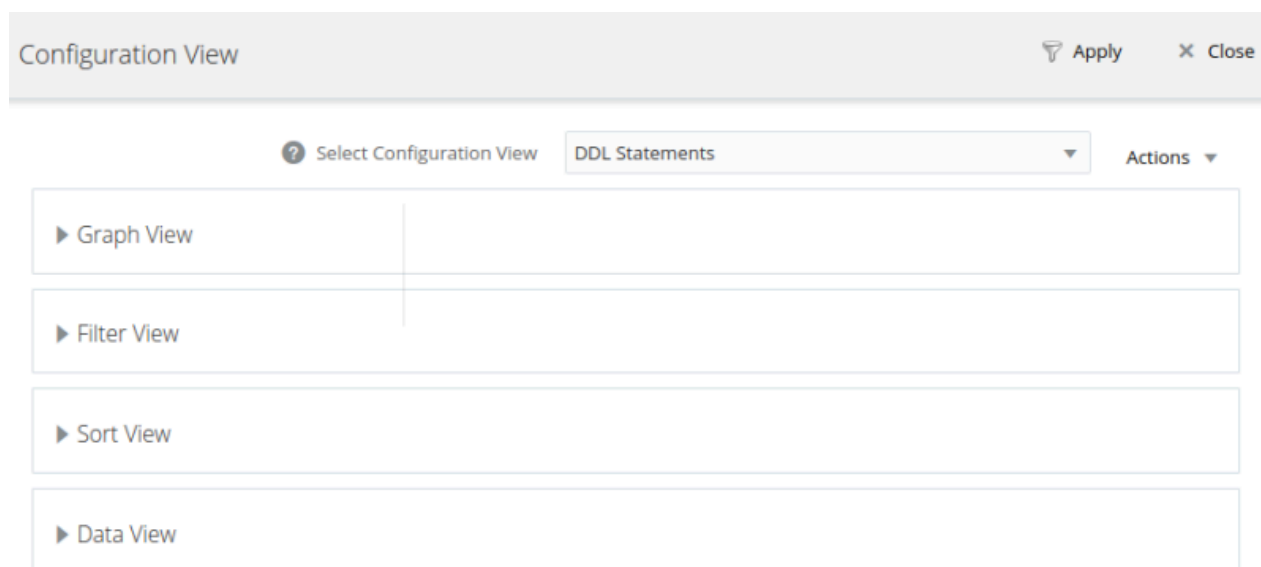 Configuration View
Apply
Close
Select Configuration View
DDL Statements
Actions
Graph View
Filter View
Sort View
Data View